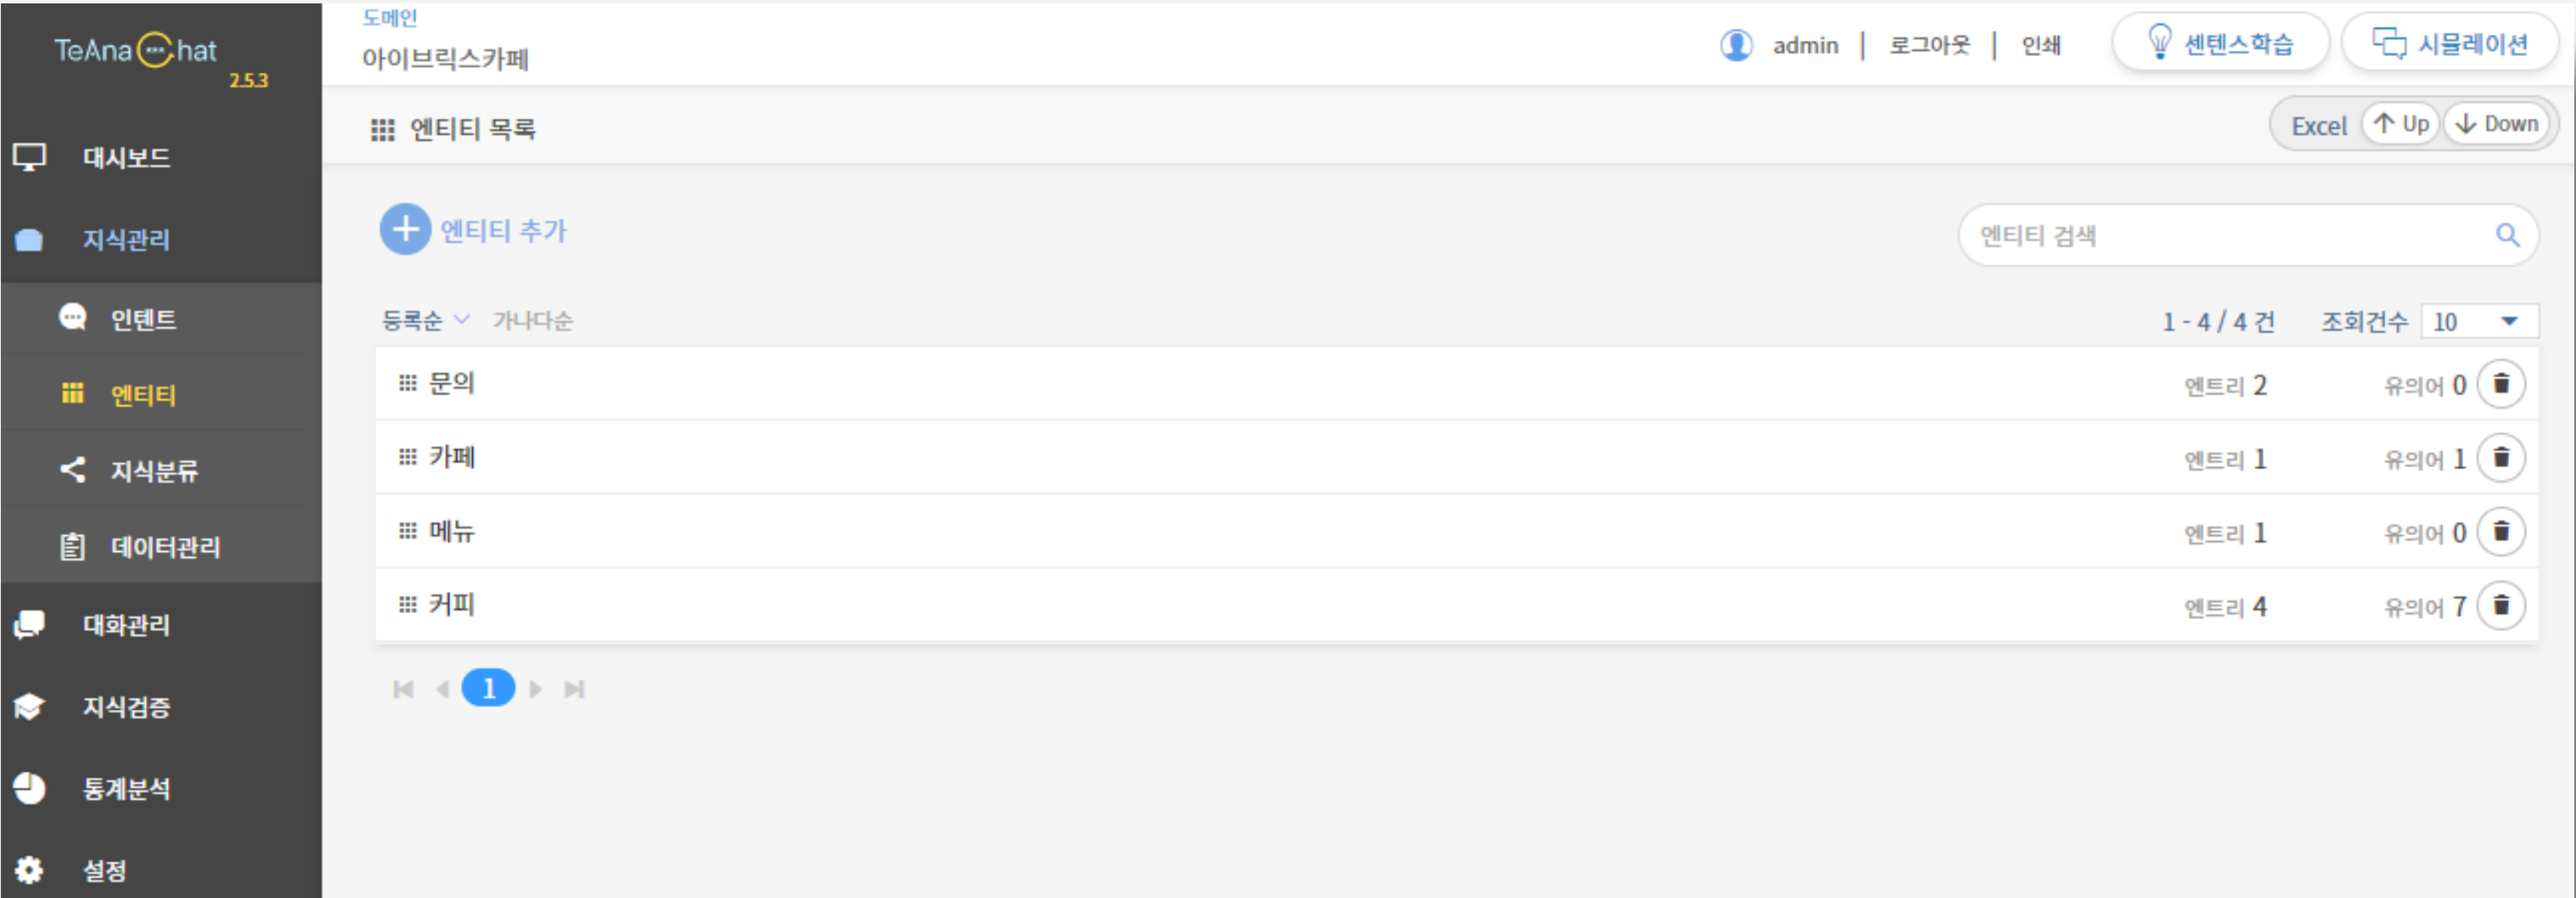 TeAna Chat
2.5.3
대시보드
지식관리
인텐트
엔티티
지식분류
데이터관리
대화관리
지식검증
통계분석
설정
도메인
아이브릭스카페
admin | 로그아웃 | 인쇄
센텐스학습
시뮬레이션
엔티티 목록
Excel Up Down
엔티티 추가
엔티티 검색
등록순 가나다순
1 - 4 / 4 건 조회건수 10
문의 엔트리 2 유의어 0
카페 엔트리 1 유의어 1
메뉴 엔트리 1 유의어 0
커피 엔트리 4 유의어 7
1